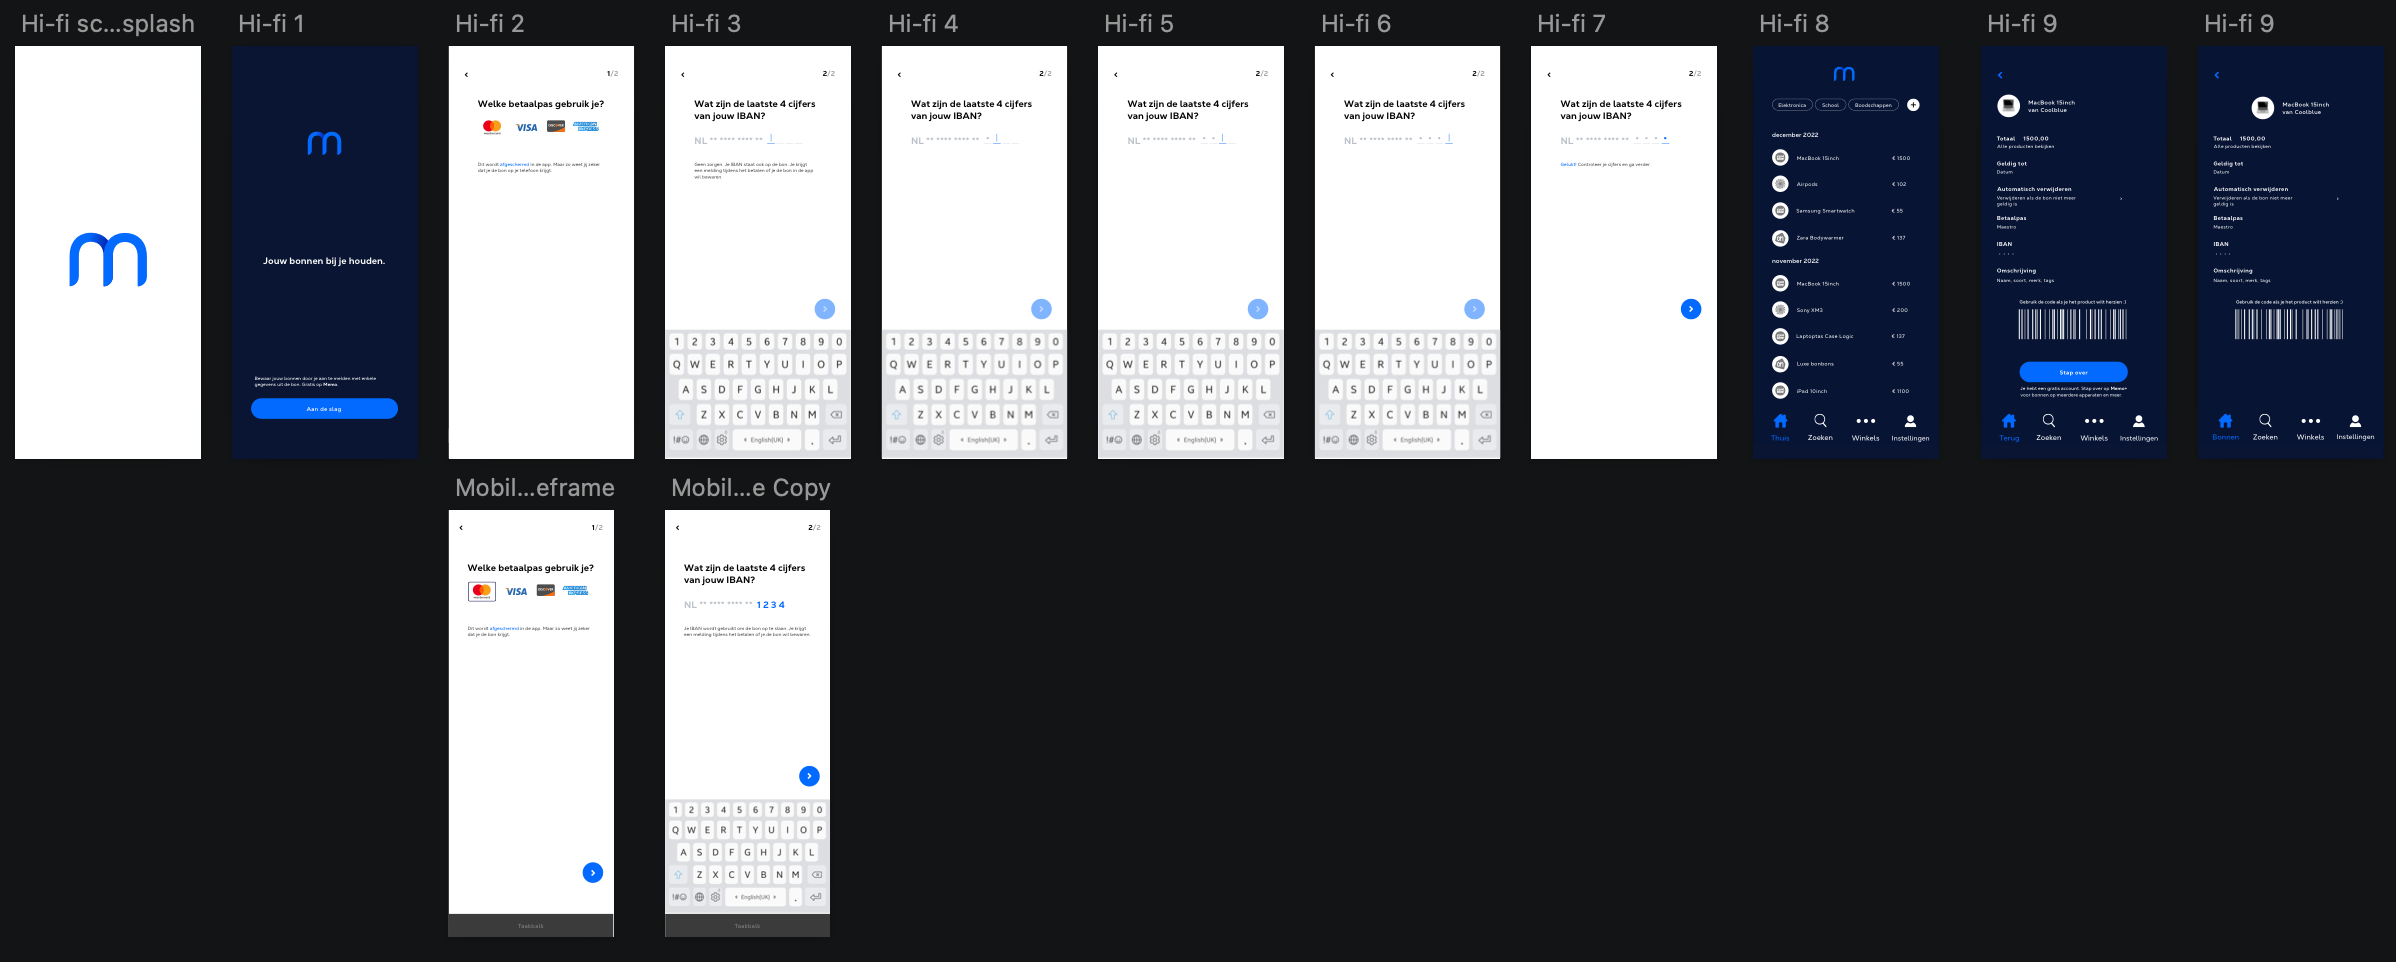 Hi-fi sc...splash
m
Hi-fi 1
m
Jouw bonnen bij je houden.
Bewaar jouw bonnen door je aan te melden met enkele
gegevens uit de bon. Gratis op Memo.
Aan de slag
Hi-fi 2
1/2
Welke betaalpas gebruik je?
VISA
DISCOVER
AMERICAN
EXPRESS
Dit wordt afgeschermd in de app. Maar zo weet jij zeker
dat je de bon op je telefoon krijgt.
Hi-fi 3
2/2
Wat zijn de laatste 4 cijfers
van jouw IBAN?
NL ** **** **** **
Geen zorgen. Je IBAN staat ook op de bon. Je krijgt
een melding tijdens het betalen of je de bon in de app
wil bewaren.
1 2 3 4 5 6 7 8 9 0
Q W E R T Y U I O P
A S D F G H J K L
Z X C V B N M
!#☺ English(UK) .
Hi-fi 4
2/2
Wat zijn de laatste 4 cijfers
van jouw IBAN?
NL ** **** **** ** *
1 2 3 4 5 6 7 8 9 0
Q W E R T Y U I O P
A S D F G H J K L
Z X C V B N M
!#☺ English(UK) .
Hi-fi 5
2/2
Wat zijn de laatste 4 cijfers
van jouw IBAN?
NL ** **** **** ** * *
1 2 3 4 5 6 7 8 9 0
Q W E R T Y U I O P
A S D F G H J K L
Z X C V B N M
!#☺ English(UK) .
Hi-fi 6
2/2
Wat zijn de laatste 4 cijfers
van jouw IBAN?
NL ** **** **** ** * * *
1 2 3 4 5 6 7 8 9 0
Q W E R T Y U I O P
A S D F G H J K L
Z X C V B N M
!#☺ English(UK) .
Hi-fi 7
2/2
Wat zijn de laatste 4 cijfers
van jouw IBAN?
NL ** **** **** ** * * * *
Gelukt! Controleer je cijfers en ga verder.
Hi-fi 8
m
Elektronica School Boodschappen +
december 2022
MacBook 15inch € 1500
Airpods € 102
Samsung Smartwatch € 55
Zara Bodywarmer € 137
november 2022
MacBook 15inch € 1500
Sony XM3 € 200
Laptoptas Case Logic € 137
Luxe bonbons € 55
iPad 10inch € 1100
Thuis Zoeken Winkels Instellingen
Hi-fi 9
MacBook 15inch
van Coolblue
Totaal 1500,00
Alle producten bekijken
Geldig tot
Datum
Automatisch verwijderen
Verwijderen als de bon niet meer
geldig is
Betaalpas
Maestro
IBAN
* * * *
Omschrijving
Naam, soort, merk, tags
Gebruik de code als je het product wilt herzien :)
Stap over
Je hebt een gratis account. Stap over op Memo+
voor bonnen op meerdere apparaten en meer.
Terug Zoeken Winkels Instellingen
Hi-fi 9
MacBook 15inch
van Coolblue
Totaal 1500,00
Alle producten bekijken
Geldig tot
Datum
Automatisch verwijderen
Verwijderen als de bon niet meer
geldig is
Betaalpas
Maestro
IBAN
* * * *
Omschrijving
Naam, soort, merk, tags
Gebruik de code als je het product wilt herzien :)
Bonnen Zoeken Winkels Instellingen
Mobil...eframe
1/2
Welke betaalpas gebruik je?
VISA
DISCOVER
AMERICAN
EXPRESS
Dit wordt afgeschermd in de app. Maar zo weet jij zeker
dat je de bon krijgt.
Taakbalk
Mobil...e Copy
2/2
Wat zijn de laatste 4 cijfers
van jouw IBAN?
NL ** **** **** ** 1 2 3 4
Je IBAN wordt gebruikt om de bon op te slaan. Je krijgt
een melding tijdens het betalen of je de bon wil bewaren.
1 2 3 4 5 6 7 8 9 0
Q W E R T Y U I O P
A S D F G H J K L
Z X C V B N M
!#☺ English(UK) .
Taakbalk